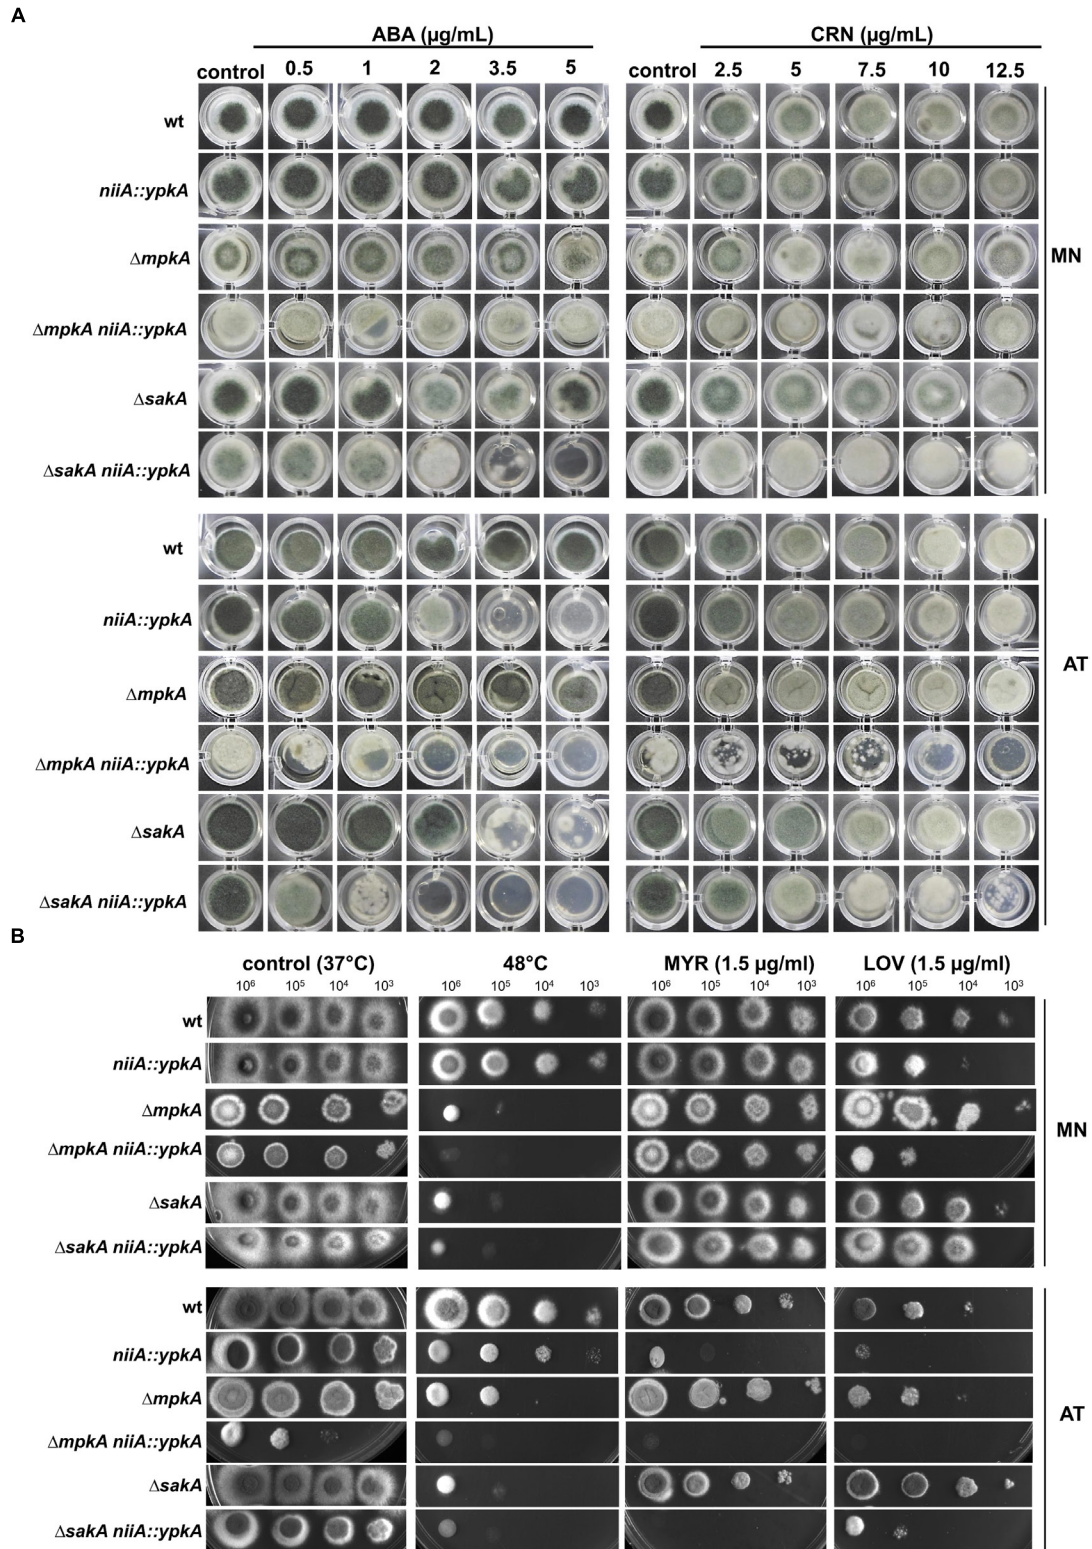 A
ABA (µg/mL) CRN (µg/mL)
control 0.5 1 2 3.5 5 control 2.5 5 7.5 10 12.5
wt
niiA::ypkA
ΔmpkA
MN
ΔmpkA niiA::ypkA
ΔsakA
ΔsakA niiA::ypkA
wt
niiA::ypkA
AT
ΔmpkA
ΔmpkA niiA::ypkA
ΔsakA
ΔsakA niiA::ypkA
B
control (37°C) 48°C MYR (1.5 µg/ml) LOV (1.5 µg/ml)
10⁶ 10⁵ 10⁴ 10³ 10⁶ 10⁵ 10⁴ 10³ 10⁶ 10⁵ 10⁴ 10³ 10⁶ 10⁵ 10⁴ 10³
wt
niiA::ypkA
ΔmpkA
MN
ΔmpkA niiA::ypkA
ΔsakA
ΔsakA niiA::ypkA
wt
niiA::ypkA
ΔmpkA
AT
ΔmpkA niiA::ypkA
ΔsakA
ΔsakA niiA::ypkA